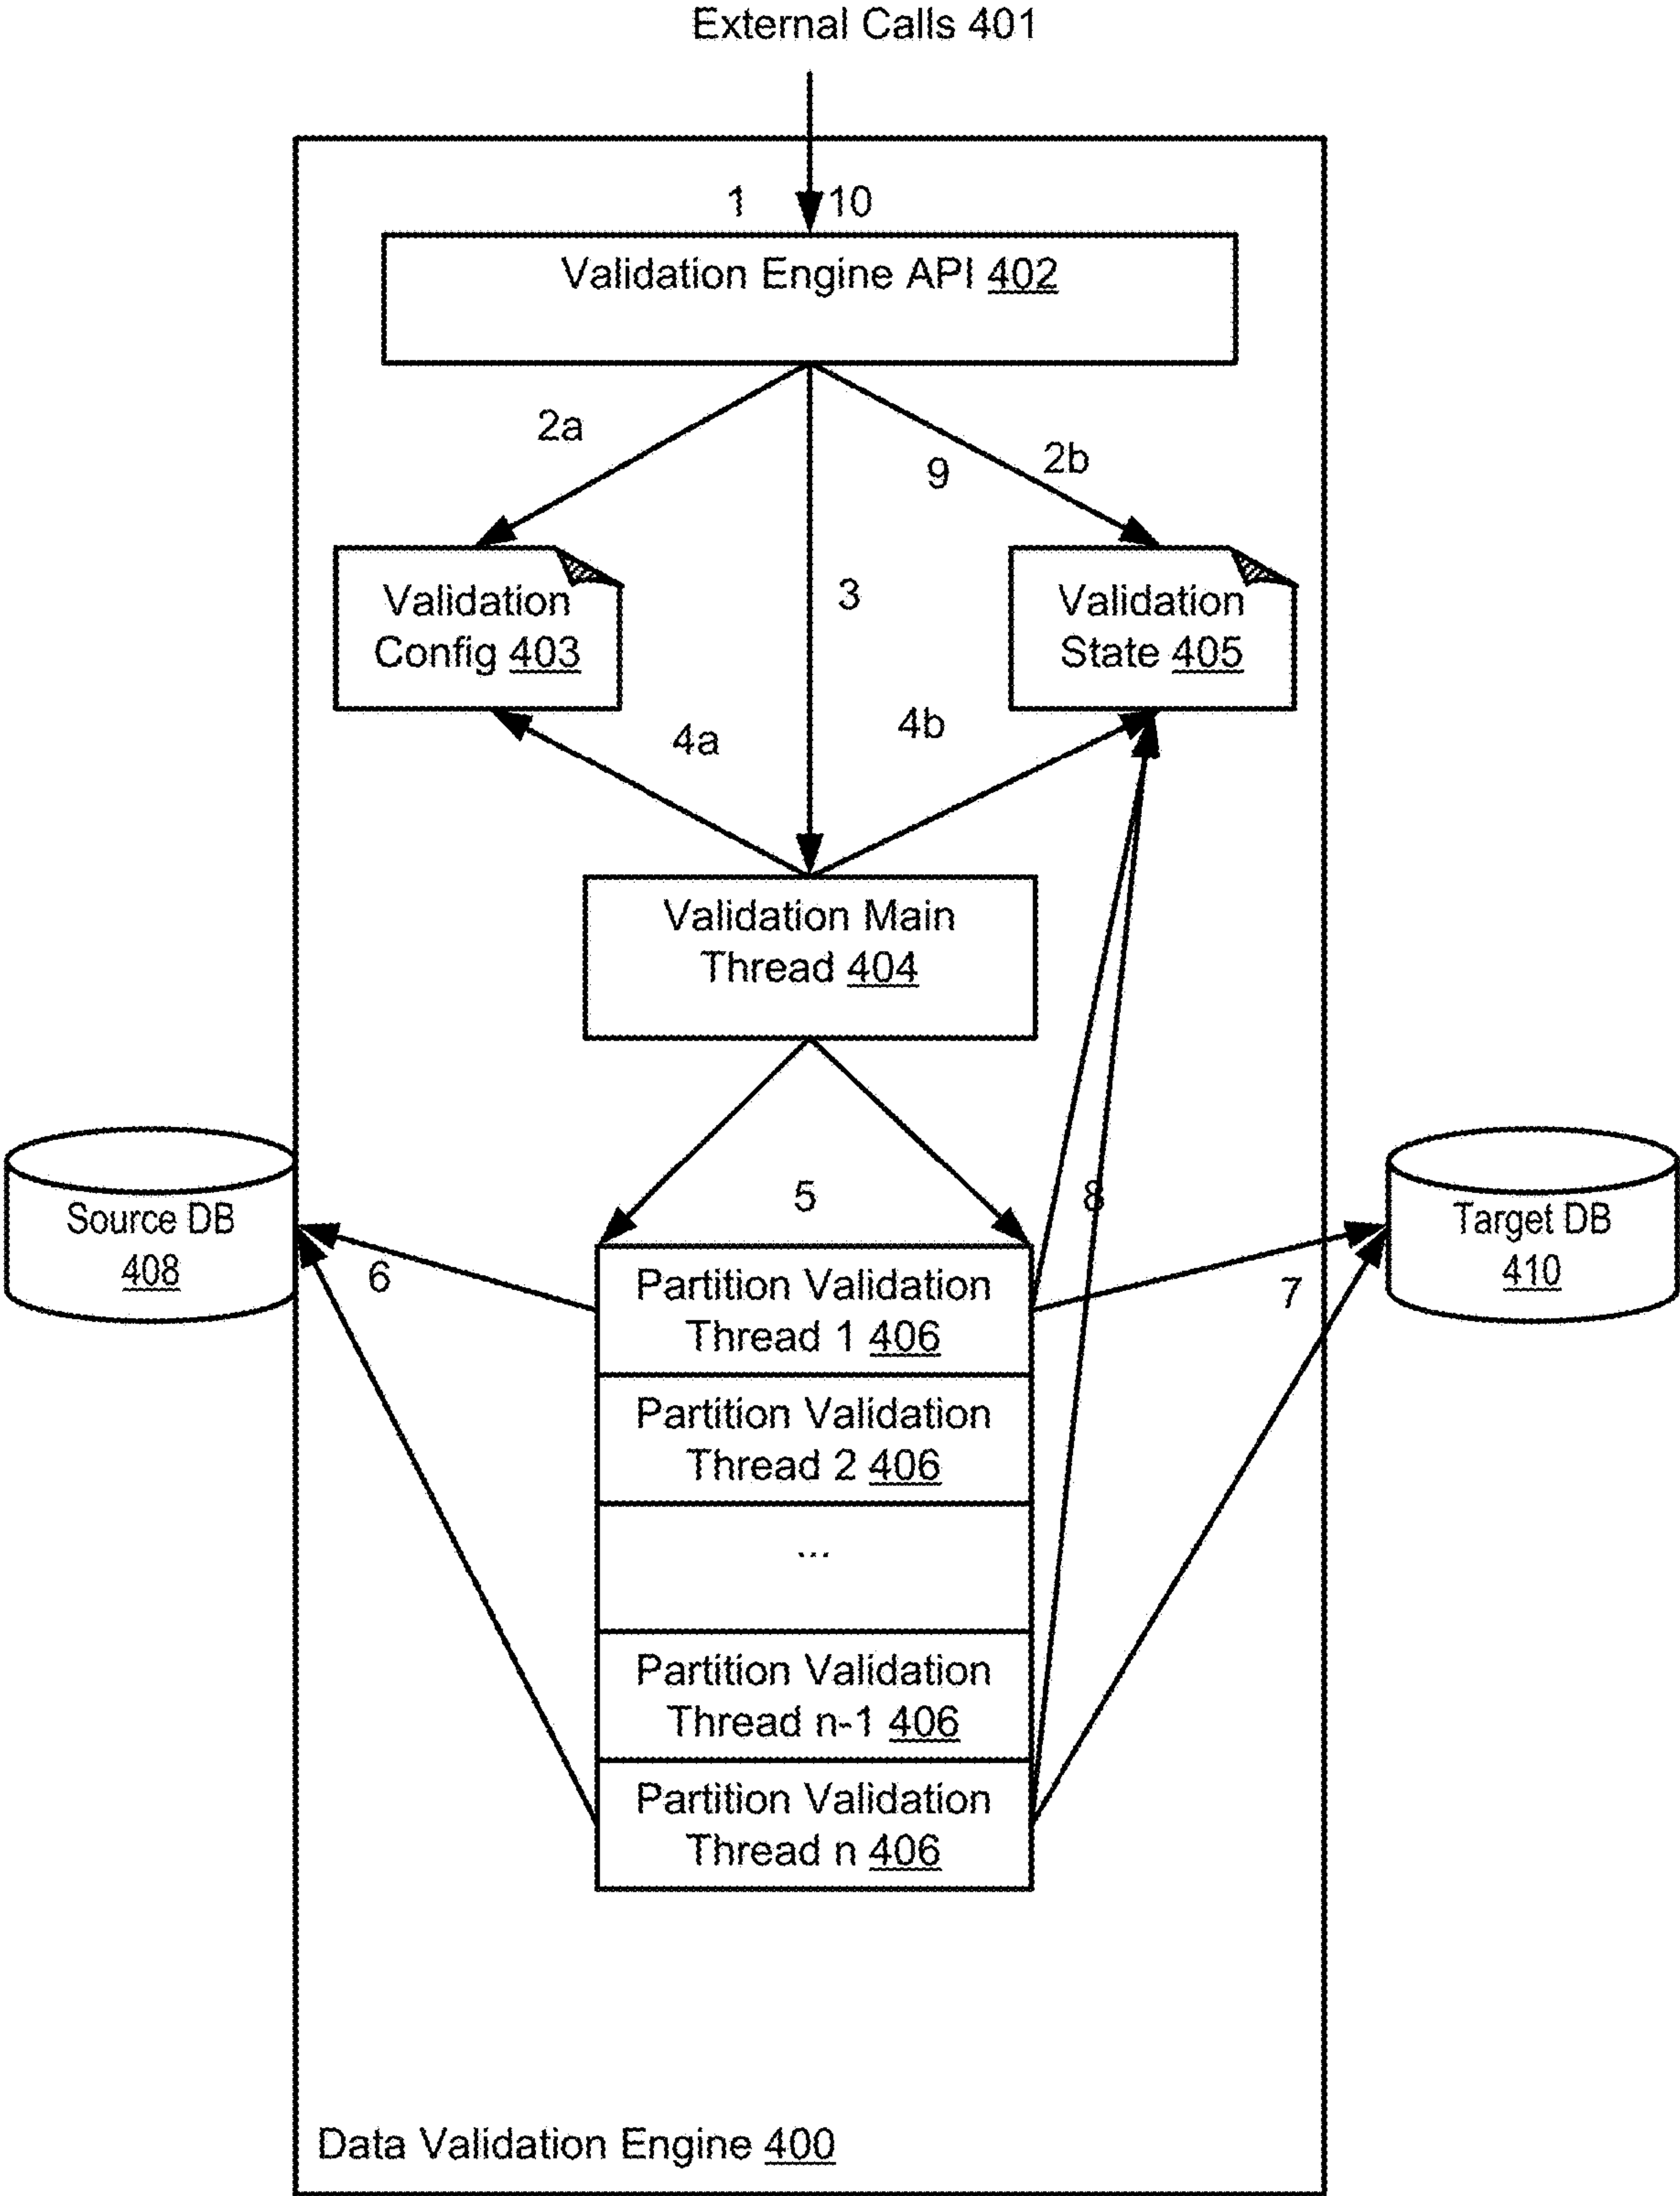 External Calls 401
1
10
Validation Engine API 402
2a
9
2b
Validation
Config 403
3
Validation
State 405
4a
4b
Validation Main
Thread 404
5
8
Source DB
408
Target DB
410
6
7
Partition Validation
Thread 1 406
Partition Validation
Thread 2 406
...
Partition Validation
Thread n-1 406
Partition Validation
Thread n 406
Data Validation Engine 400